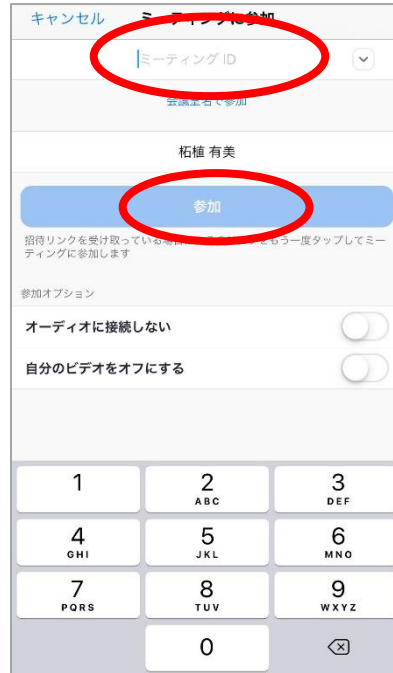 キャンセル ミーティングに参加
ミーティング ID
会議室名で参加
柘植 有美
参加
招待リンクを受け取っている場合は、そのリンクをもう一度タップしてミー
ティングに参加します
参加オプション
オーディオに接続しない
自分のビデオをオフにする
1 2 3
ABC DEF
4 5 6
GHI JKL MNO
7 8 9
PQRS TUV WXYZ
0